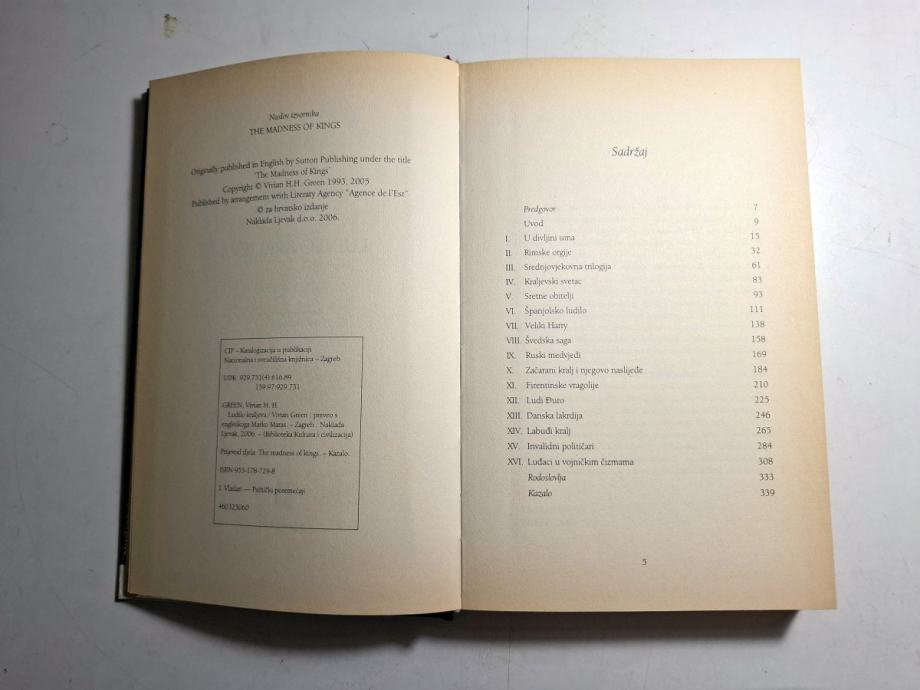 Naslov izvornika
THE MADNESS OF KINGS
Originally published in English by Sutton Publishing under the title
'The Madness of Kings'
Copyright © Vivian H.H. Green 1993, 2005
Published by arrangement wtith Literary Agency "Agence de l'Est"
© za hrvatsko izdanje
Naklada Ljevak d.o.o. 2006.
CIP – Katalogizacija u publikaciji
Nacionalna i sveučilišna knjižnica – Zagreb
UDK 929.731(4):616.89
159.97:929.731
GREEN, Vivian H. H.
Ludilo kraljeva / Vivian Green ; preveo s
engleskoga Marko Maras. – Zagreb : Naklada
Ljevak, 2006. – (Biblioteka Kultura i civilizacija)
Prijevod djela: The madness of kings. – Kazalo.
ISBN 953-178-729-8
I. Vladari — Psihički poremećaji
460323060
Sadržaj
Predgovor 7
Uvod 9
I. U divljini uma 15
II. Rimske orgije 32
III. Srednjovjekovna trilogija 61
IV. Kraljevski svetac 83
V. Sretne obitelji 93
VI. Španjolsko ludilo 111
VII. Veliki Harry 138
VIII. Švedska saga 158
IX. Ruski medvjedi 169
X. Začarani kralj i njegovo naslijeđe 184
XI. Firentinske vragolije 210
XII. Ludi Đuro 225
XIII. Danska lakrdija 246
XIV. Labuđi kralj 265
XV. Invalidni političari 284
XVI. Luđaci u vojničkim čizmama 308
Rodoslovlja 333
Kazalo 339
5